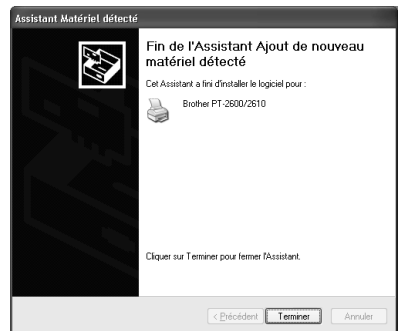 Assistant Matériel détecté
Fin de l'Assistant Ajout de nouveau
matériel détecté
Cet Assistant a fini d'installer le logiciel pour :
Brother PT-2600/2610
Cliquer sur Terminer pour fermer l'Assistant.
< Précédent Terminer Annuler